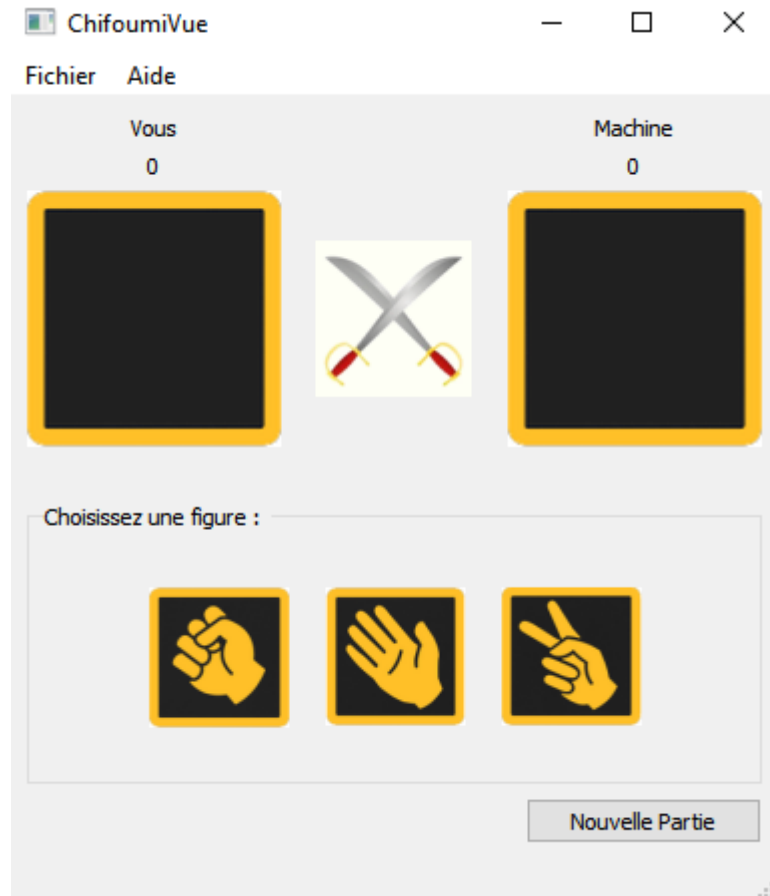 ChifoumiVue
Fichier Aide
Vous Machine
0 0
Choisissez une figure :
Nouvelle Partie